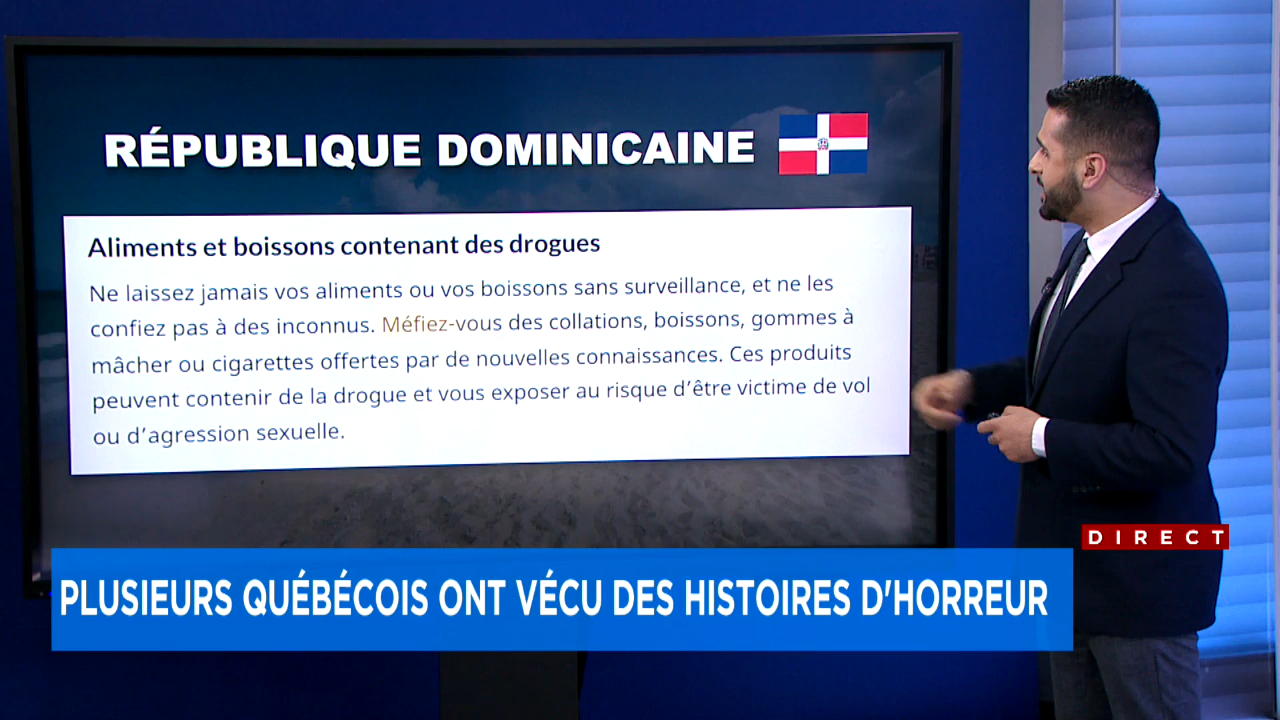 RÉPUBLIQUE DOMINICAINE
Aliments et boissons contenant des drogues
Ne laissez jamais vos aliments ou vos boissons sans surveillance, et ne les
confiez pas à des inconnus. Méfiez-vous des collations, boissons, gommes à
mâcher ou cigarettes offertes par de nouvelles connaissances. Ces produits
peuvent contenir de la drogue et vous exposer au risque d'être victime de vol
ou d'agression sexuelle.
DIRECT
PLUSIEURS QUÉBÉCOIS ONT VÉCU DES HISTOIRES D'HORREUR